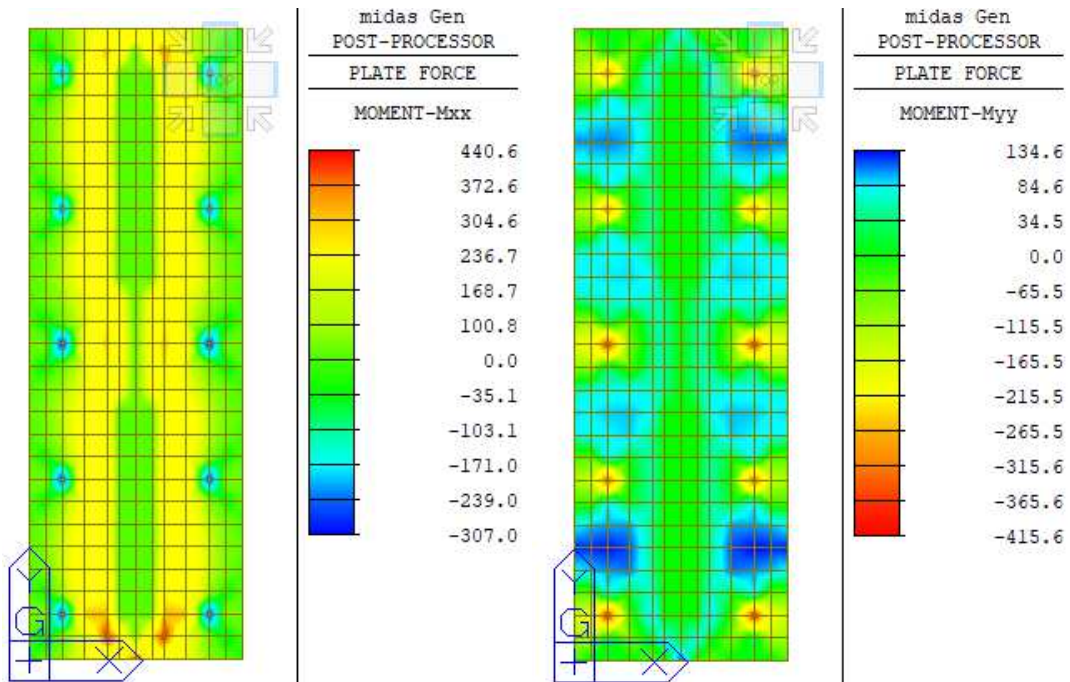 midas Gen
POST-PROCESSOR
PLATE FORCE
MOMENT-Mxx
440.6
372.6
304.6
236.7
168.7
100.8
0.0
-35.1
-103.1
-171.0
-239.0
-307.0
Y
G
X
midas Gen
POST-PROCESSOR
PLATE FORCE
MOMENT-Myy
134.6
84.6
34.5
0.0
-65.5
-115.5
-165.5
-215.5
-265.5
-315.6
-365.6
-415.6
Y
G
X